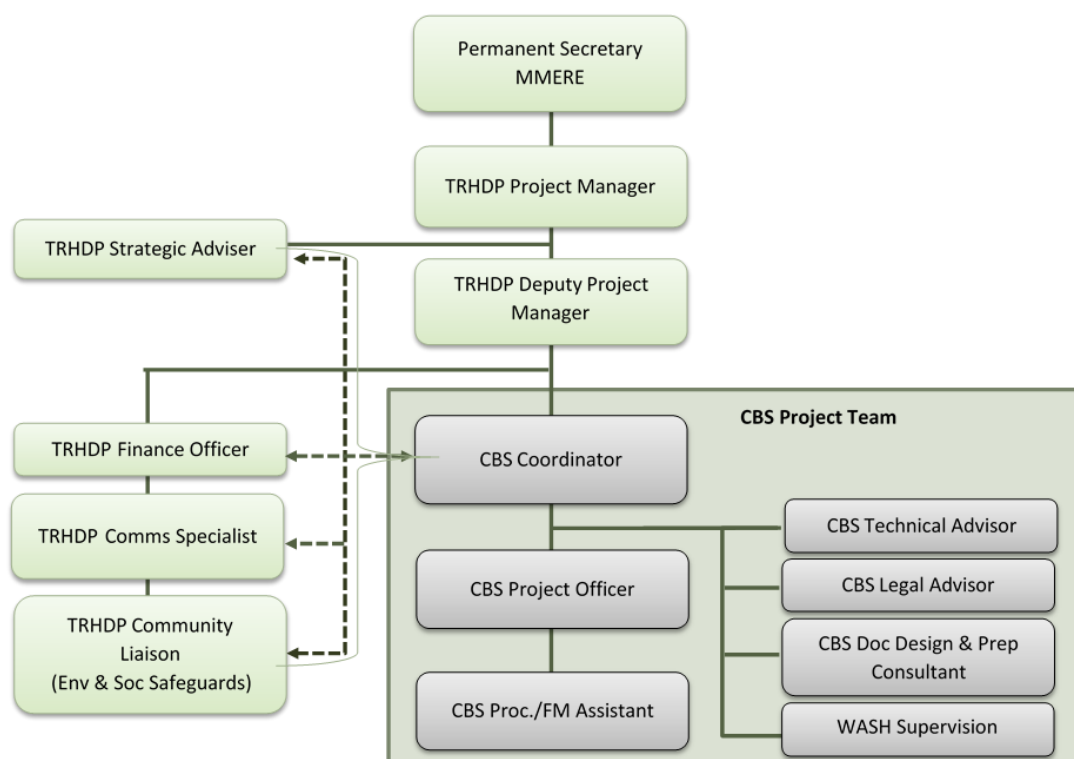 Permanent Secretary
MMERE
TRHDP Project Manager
TRHDP Strategic Adviser
TRHDP Deputy Project
Manager
CBS Project Team
TRHDP Finance Officer
CBS Coordinator
TRHDP Comms Specialist
CBS Technical Advisor
CBS Project Officer
CBS Legal Advisor
TRHDP Community
Liaison
(Env & Soc Safeguards)
CBS Doc Design & Prep
Consultant
CBS Proc./FM Assistant
WASH Supervision